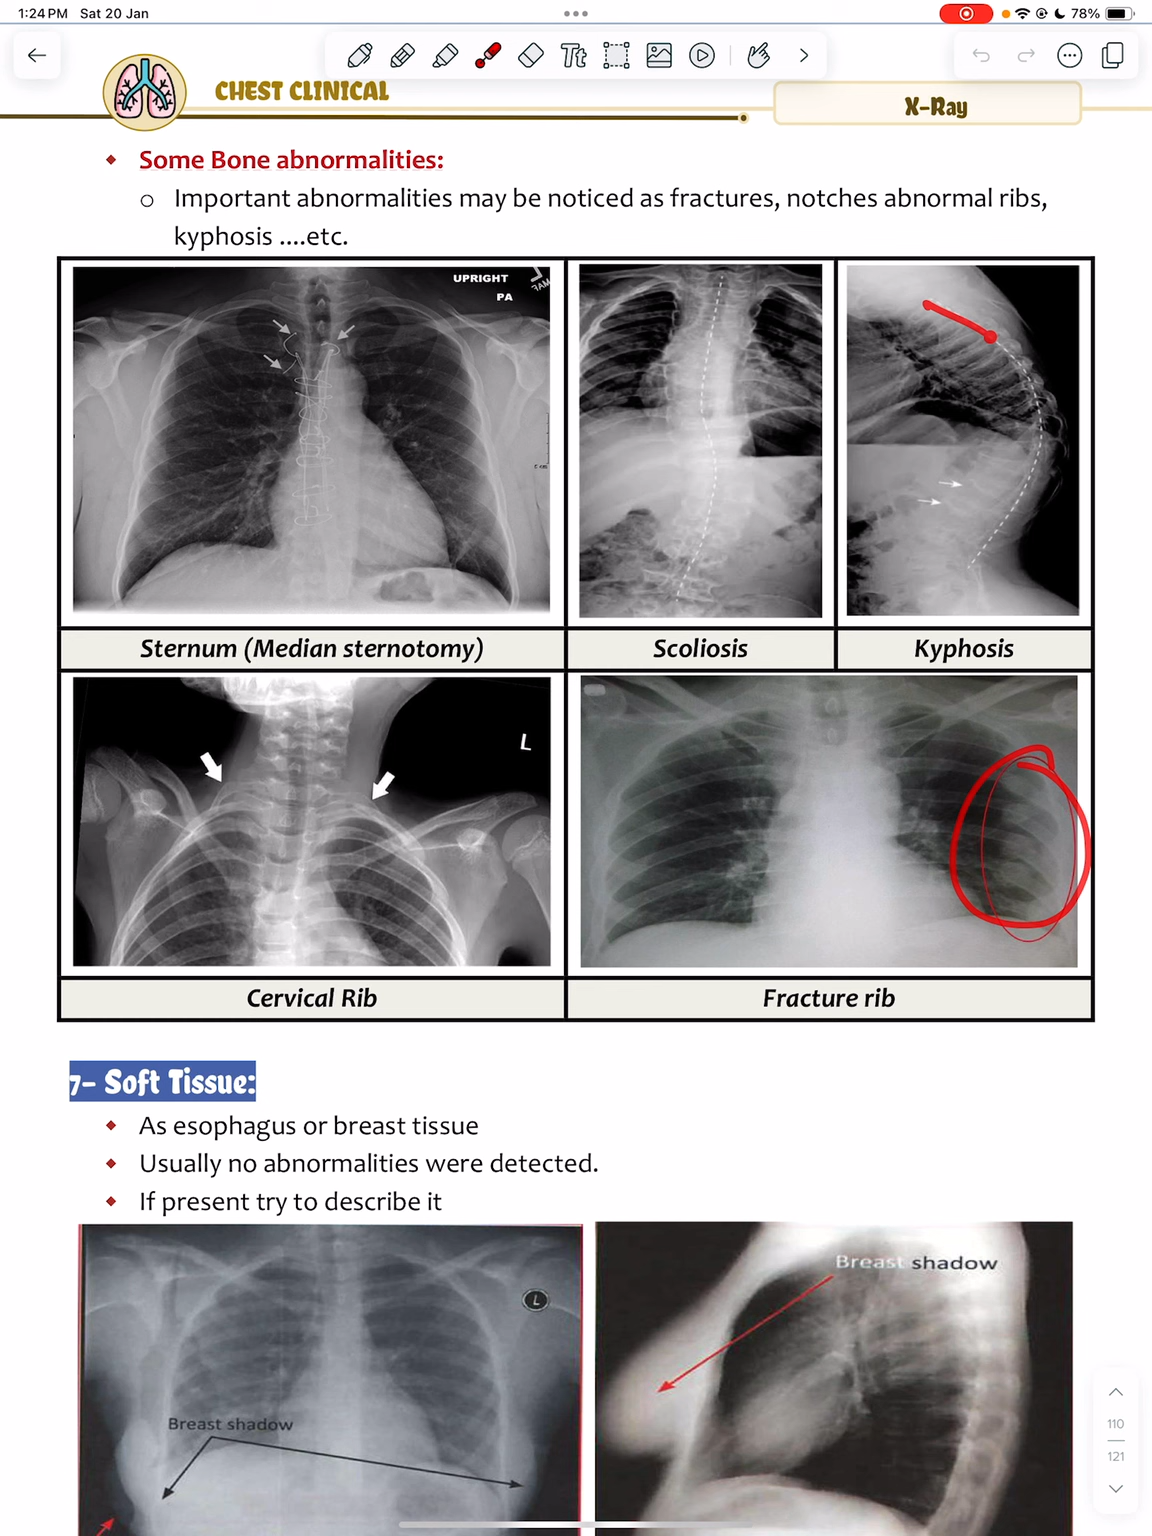 1:24 PM Sat 20 Jan
78%
Tt
CHEST CLINICAL
X-Ray
Some Bone abnormalities:
o Important abnormalities may be noticed as fractures, notches abnormal ribs,
kyphosis ....etc.
UPRIGHT
PA
Sternum (Median sternotomy)
Scoliosis
Kyphosis
L
Cervical Rib
Fracture rib
7- Soft Tissue:
As esophagus or breast tissue
Usually no abnormalities were detected.
If present try to describe it
Breast shadow
L
Breast shadow
110
121